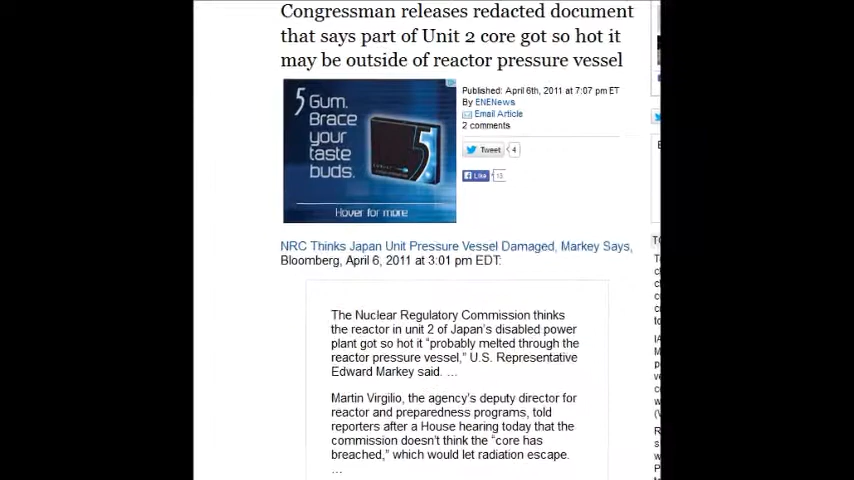 Congressman releases redacted document
that says part of Unit 2 core got so hot it
may be outside of reactor pressure vessel
5 Gum.
Brace
your
taste
buds.
5
Hover for more
Published: April 6th, 2011 at 7:07 pm ET
By ENENews
Email Article
2 comments
Tweet 4
Like 13
NRC Thinks Japan Unit Pressure Vessel Damaged, Markey Says,
Bloomberg, April 6, 2011 at 3:01 pm EDT:
The Nuclear Regulatory Commission thinks
the reactor in unit 2 of Japan's disabled power
plant got so hot it “probably melted through the
reactor pressure vessel,” U.S. Representative
Edward Markey said. …
Martin Virgilio, the agency's deputy director for
reactor and preparedness programs, told
reporters after a House hearing today that the
commission doesn't think the “core has
breached,” which would let radiation escape.
…